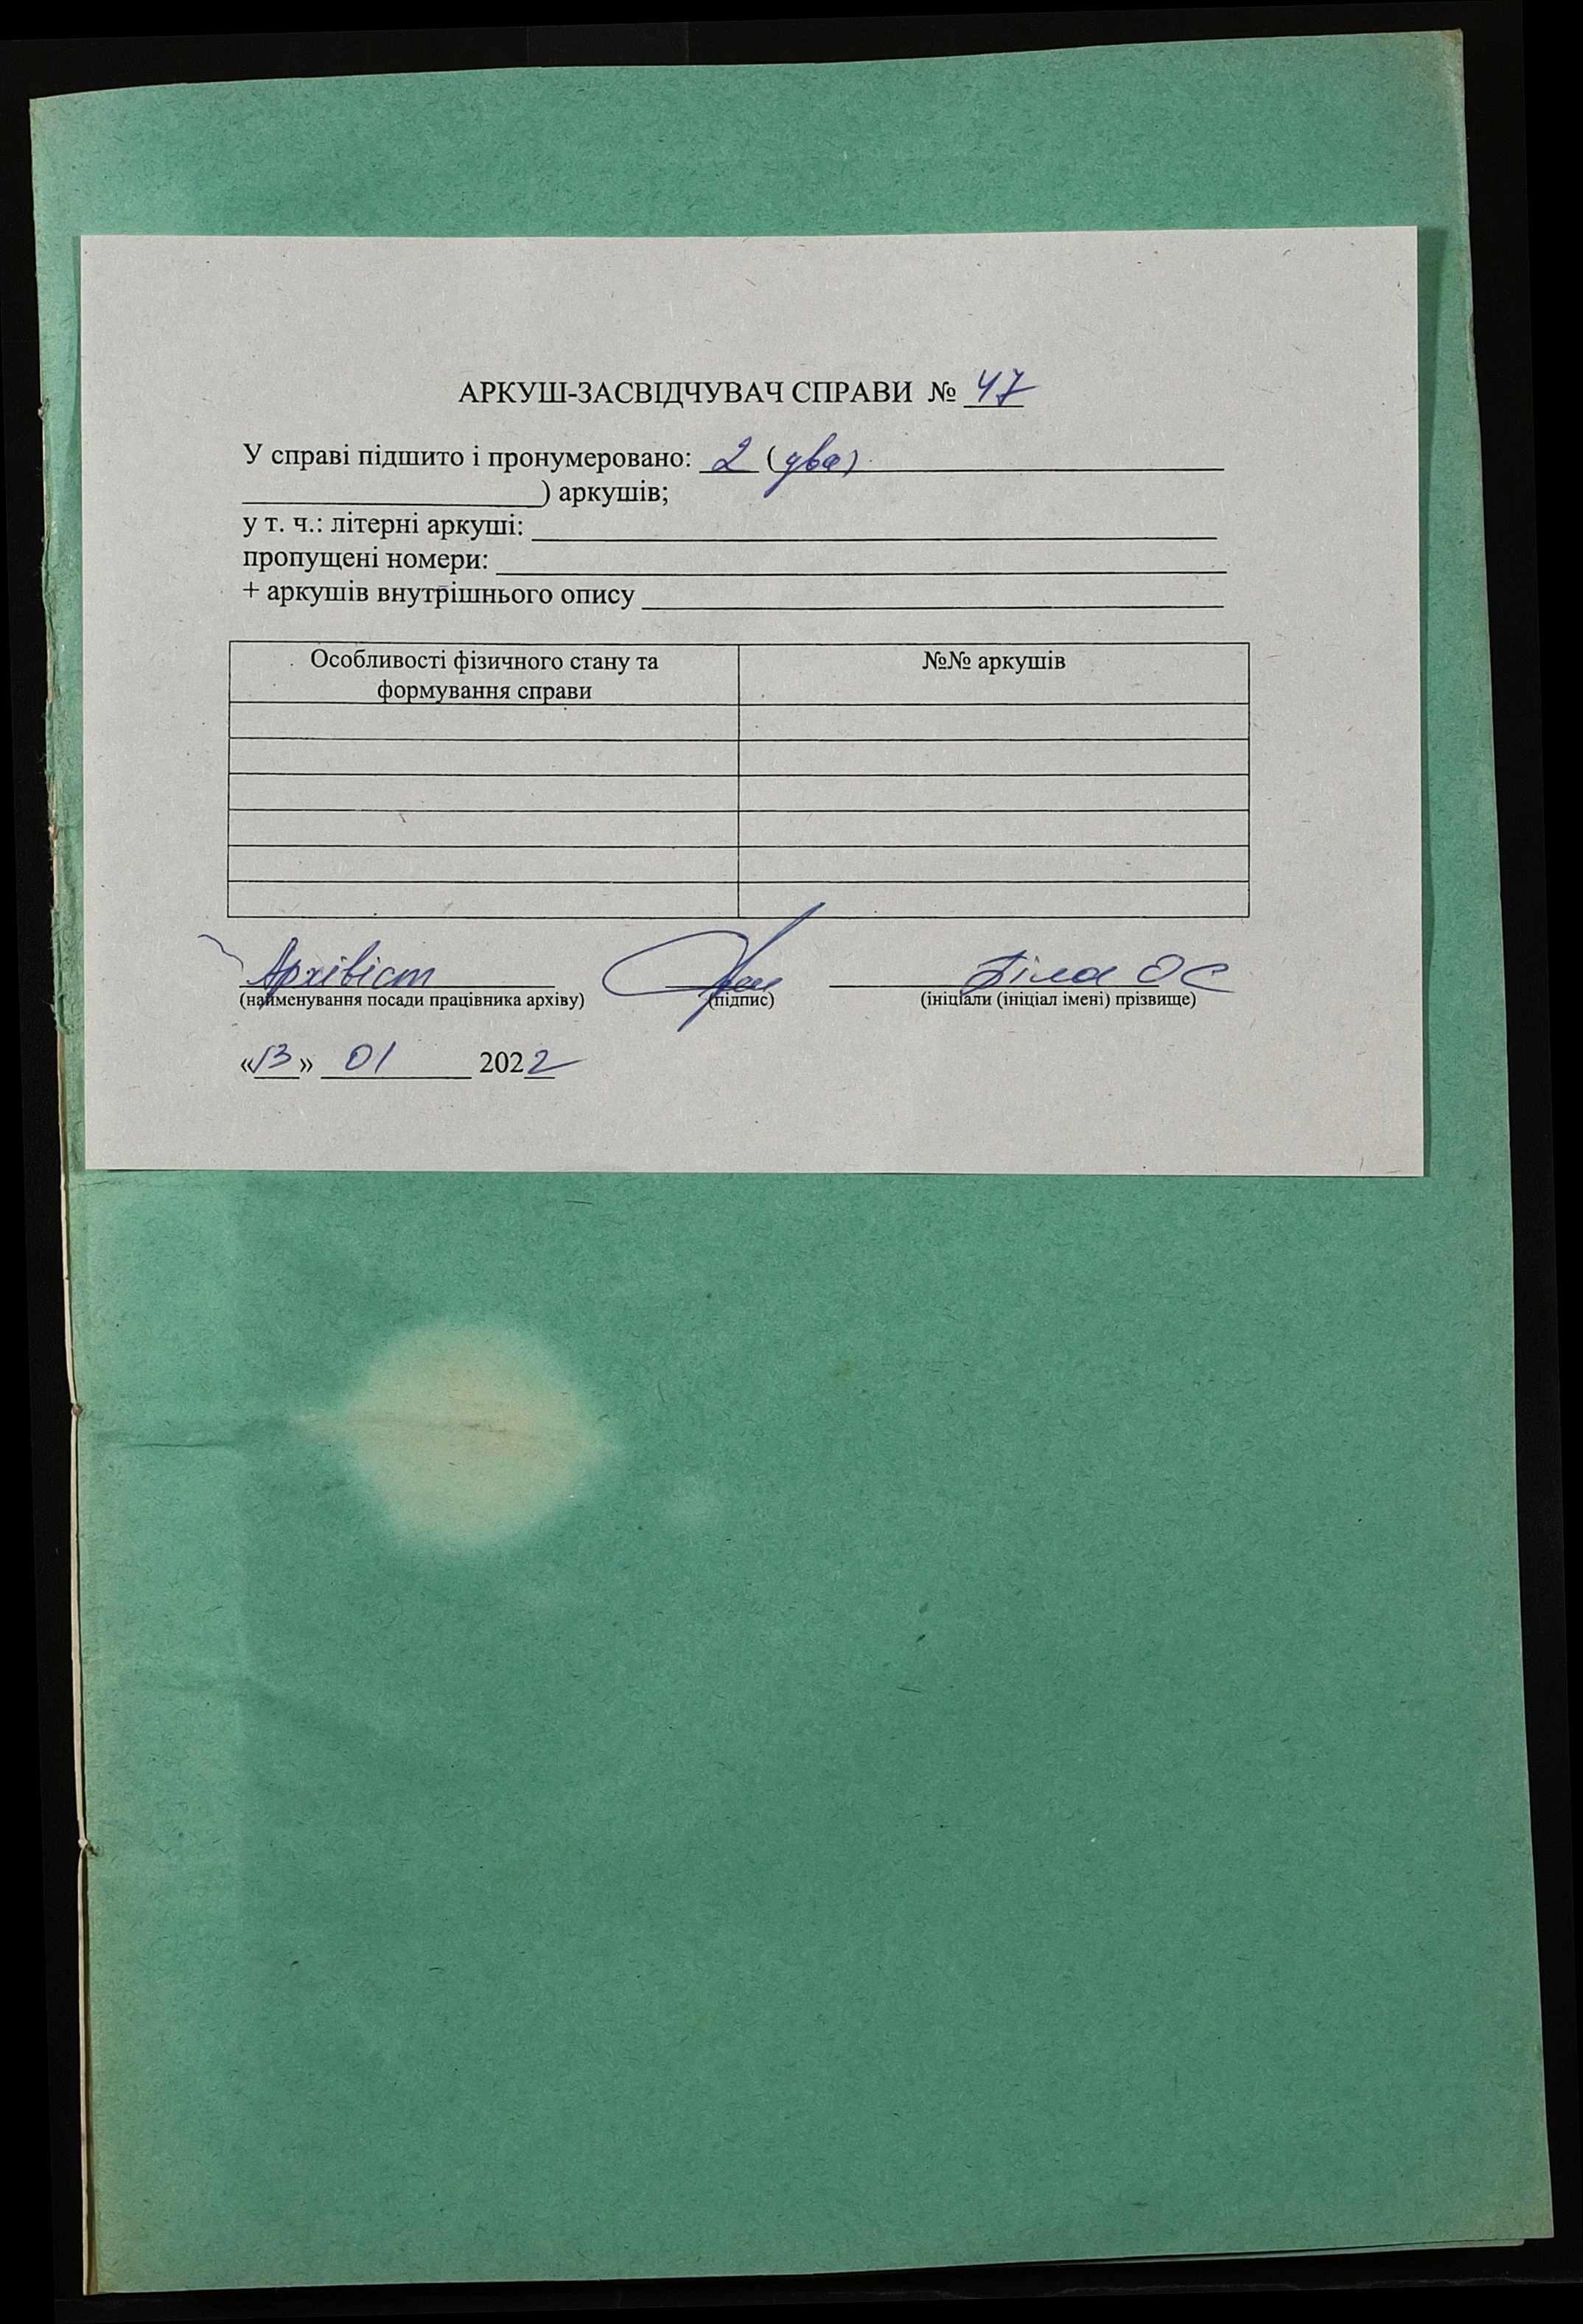 АРКУШ-ЗАСВІДЧУВАЧ СПРАВИ № 47
У справі підшито і пронумеровано: 2 (два)
) аркушів;
у т. ч.: літерні аркуші:
пропущені номери:
+ аркушів внутрішнього опису
Особливості фізичного стану та формування справи
№№ аркушів
Архівіст Біла О С
(найменування посади працівника архіву) (підпис) (ініціали (ініціал імені) прізвище)
«13» 01 2022